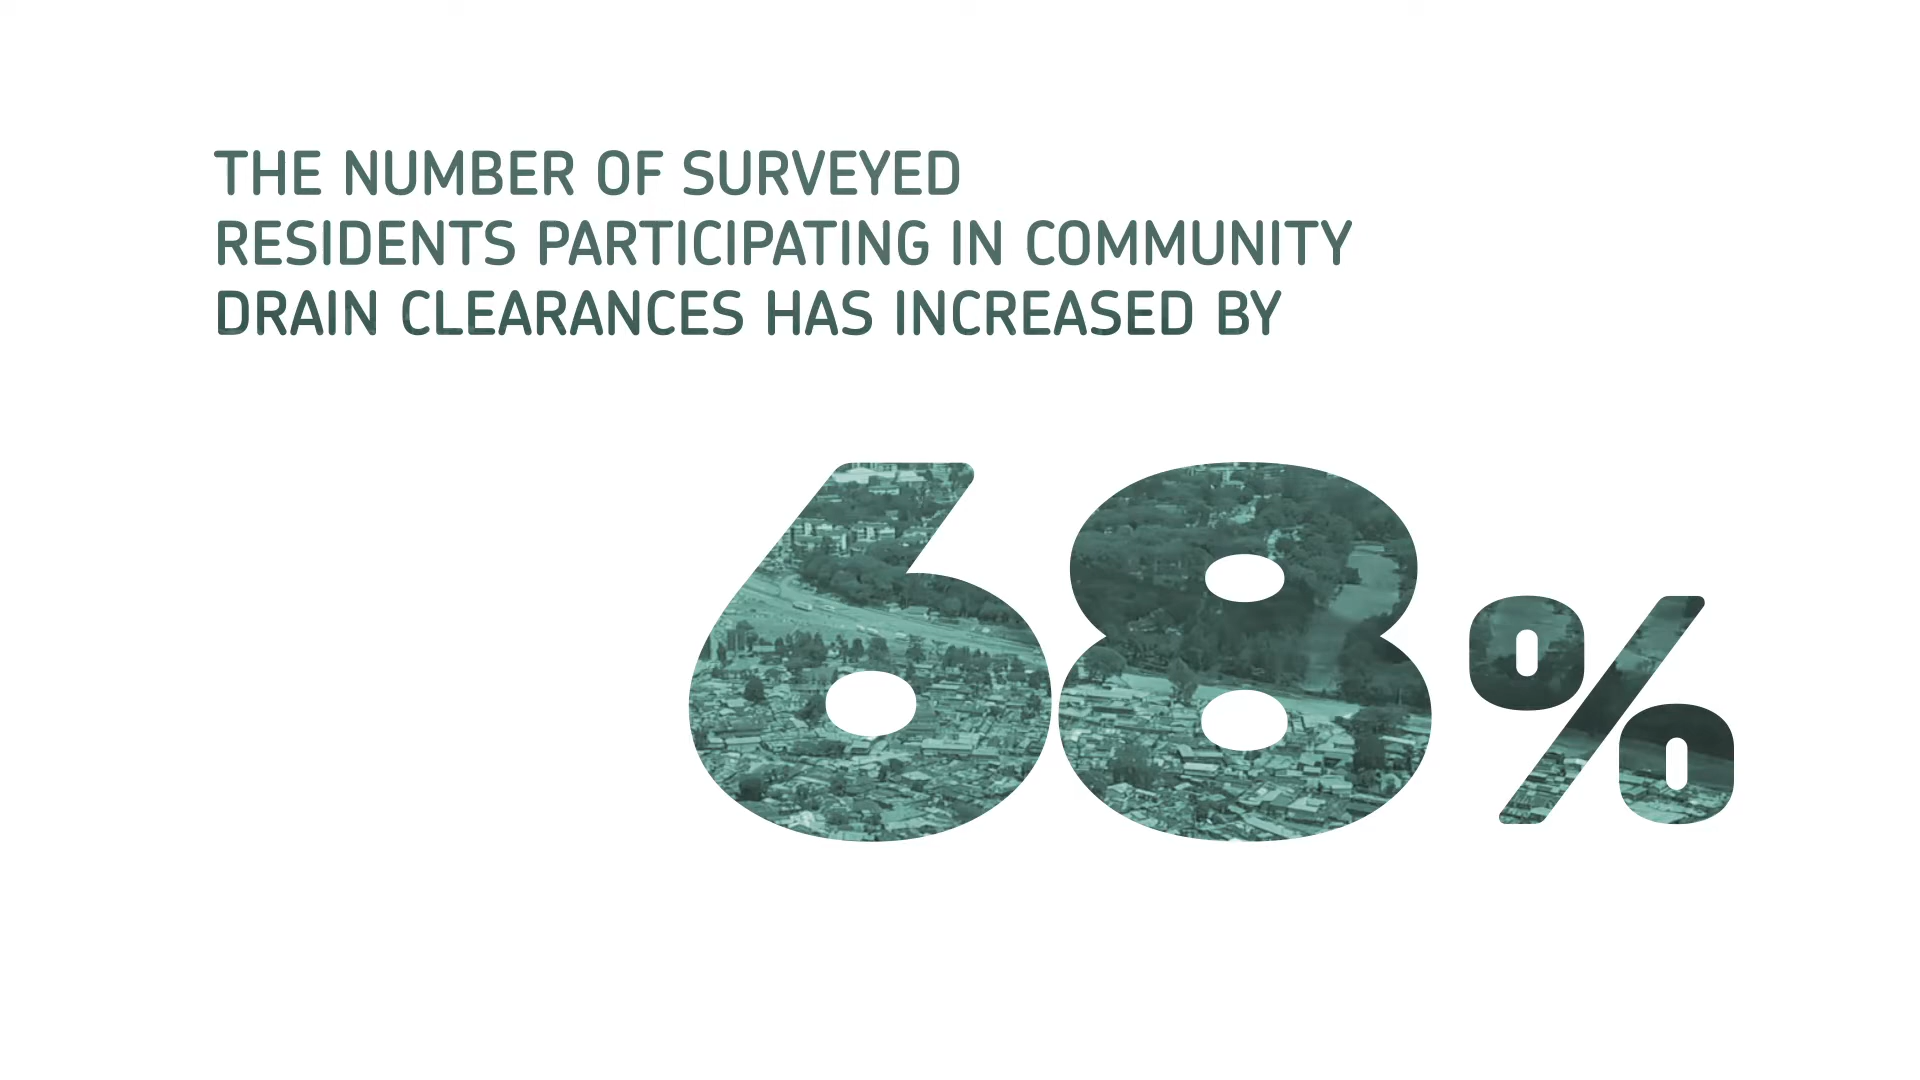 THE NUMBER OF SURVEYED
RESIDENTS PARTICIPATING IN COMMUNITY
DRAIN CLEARANCES HAS INCREASED BY
68%